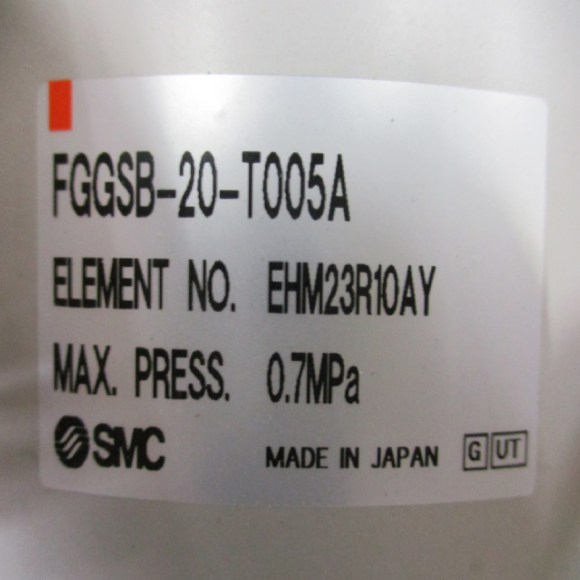 FGGSB-20-T005A
ELEMENT NO. EHM23R10AY
MAX. PRESS. 0.7MPa
SMC MADE IN JAPAN G UT